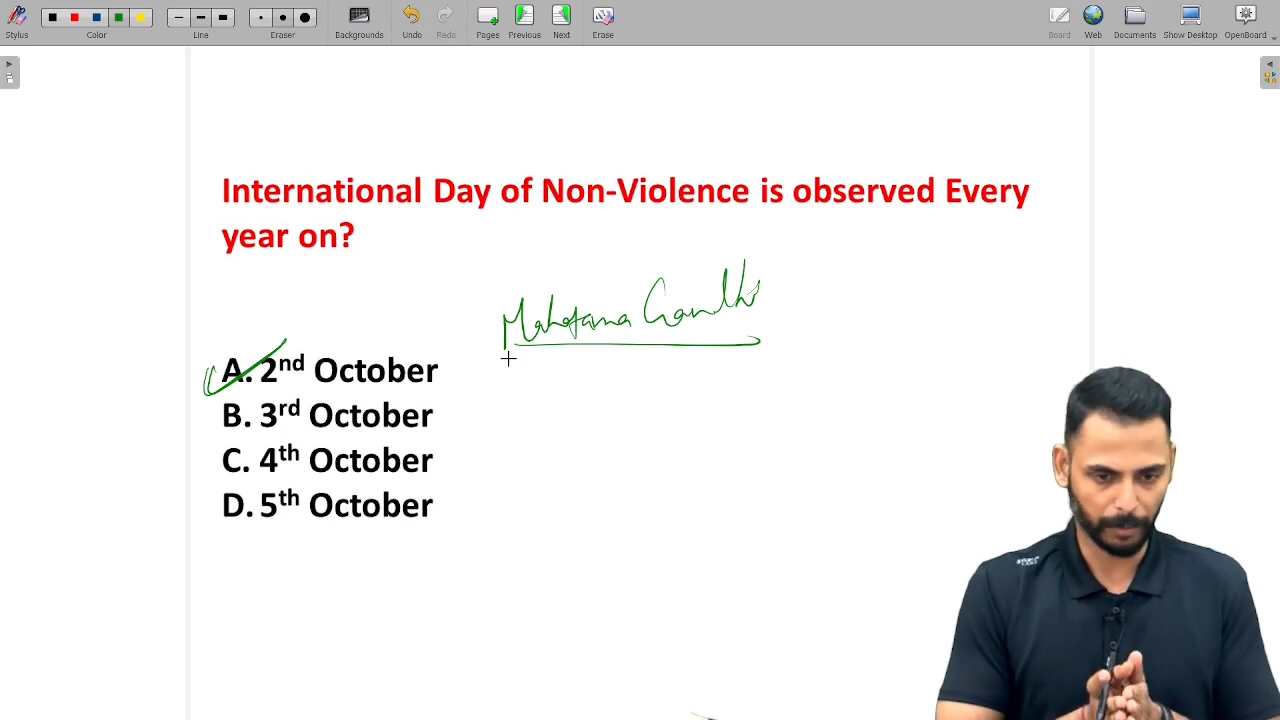 Stylus
Color
Line
Eraser
Backgrounds
Undo
Redo
Pages
Previous
Next
Erase
Board
Web
Documents
Show Desktop
OpenBoard
International Day of Non-Violence is observed Every
year on?
Mahatama Gandhi
A. 2nd October
B. 3rd October
C. 4th October
D. 5th October